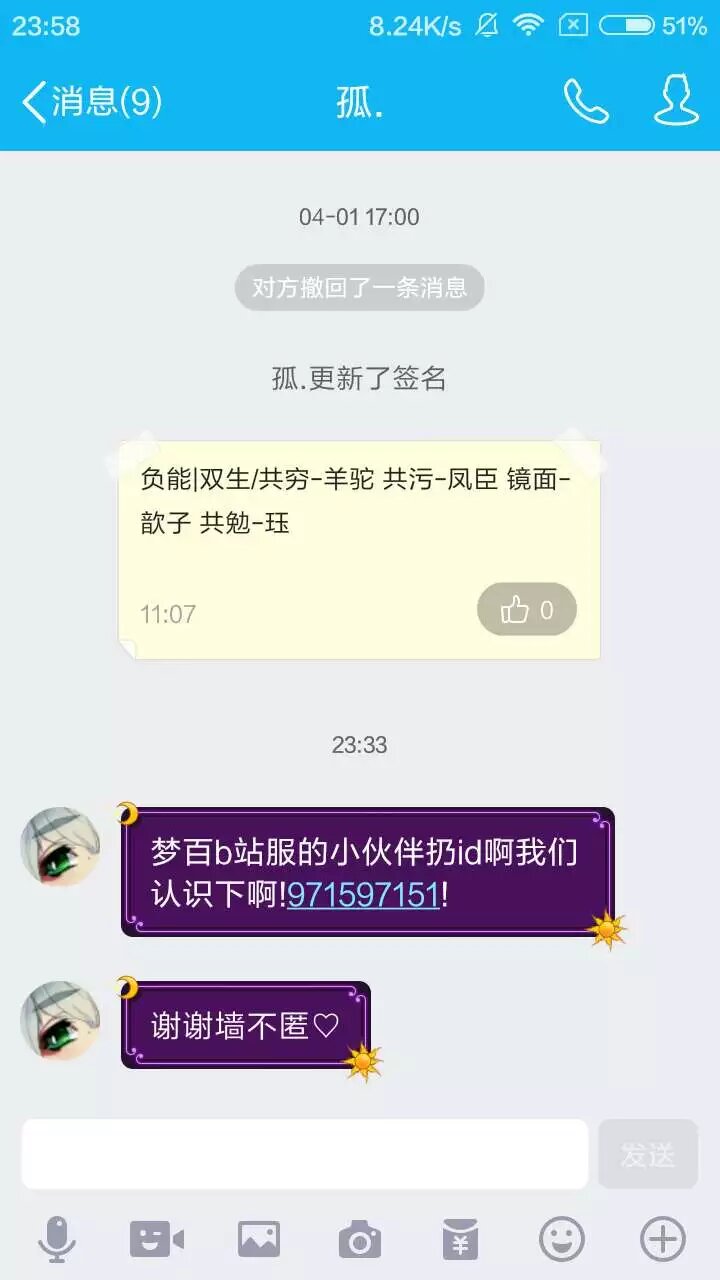 23:58
8.24K/s
51%
消息(9)
孤.
04-01 17:00
对方撤回了一条消息
孤.更新了签名
负能|双生/共穷-羊驼 共污-凤臣 镜面-
歆子 共勉-珏
11:07
0
23:33
梦百b站服的小伙伴扔id啊我们
认识下啊!971597151!
谢谢墙不匿♡
发送